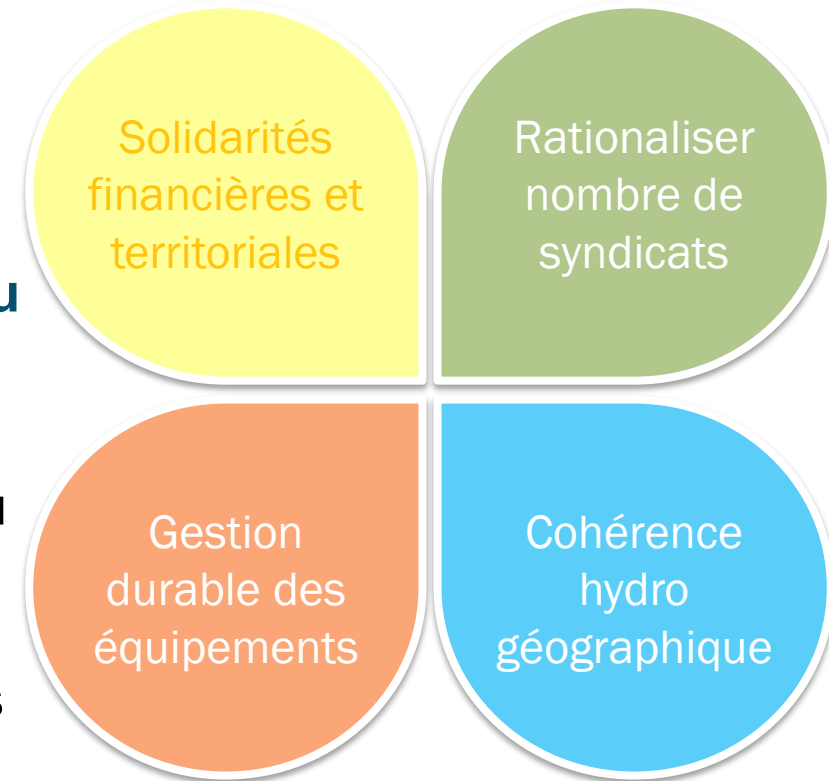 Solidarités
financières et
territoriales
Rationaliser
nombre de
syndicats
u
Gestion
durable des
équipements
Cohérence
hydro
géographique
s